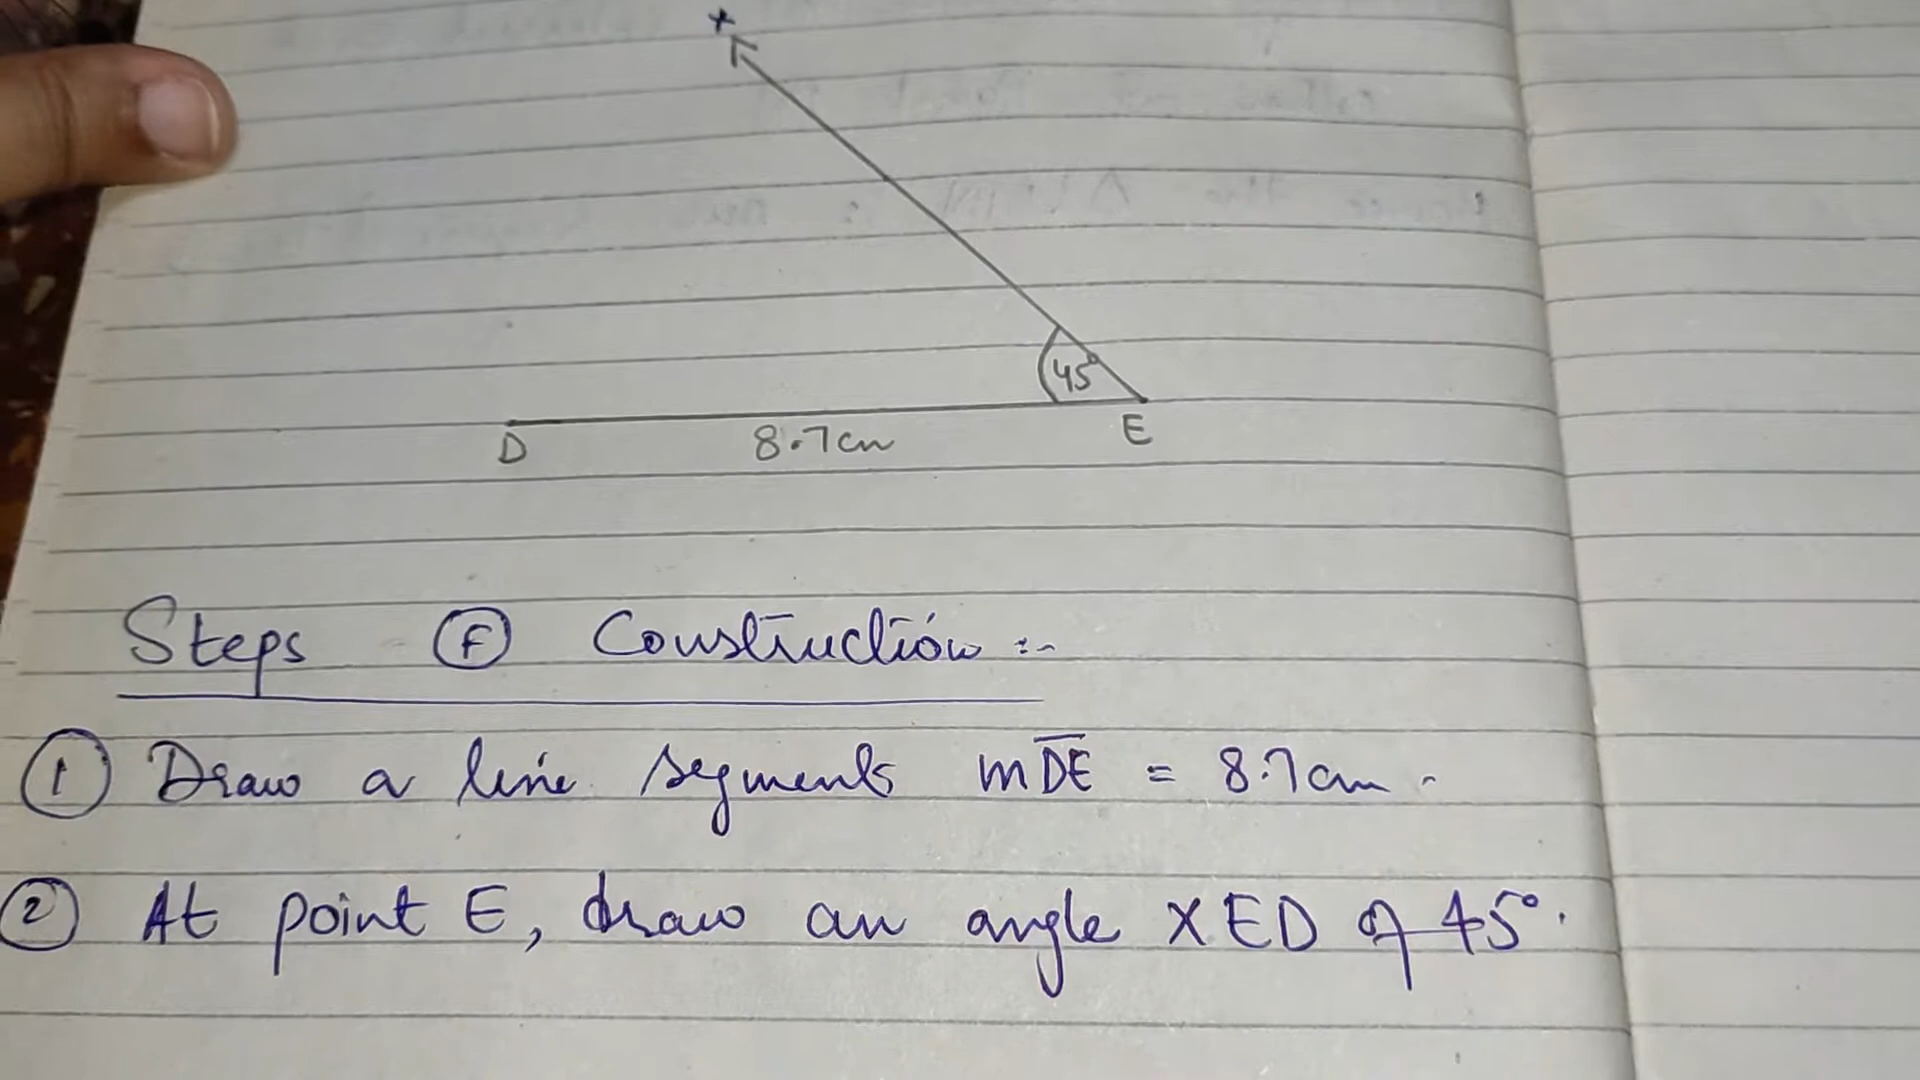 X
45°
D 8.7cm E
Steps of Construction :-
① Draw a line segments mDE = 8.7cm.
② At point E, draw an angle XED of 45°.